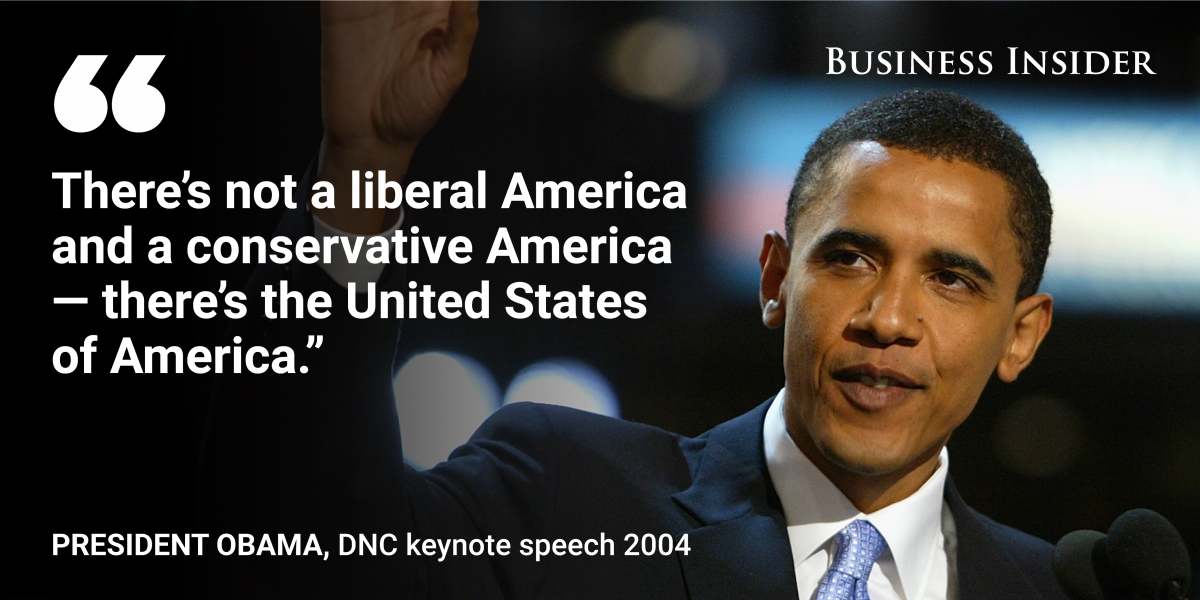 BUSINESS INSIDER
“
There’s not a liberal America
and a conservative America
— there’s the United States
of America.”
PRESIDENT OBAMA, DNC keynote speech 2004